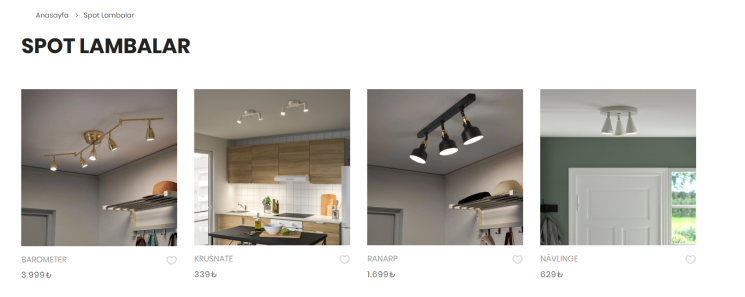 Anasayfa > Spot Lambalar
SPOT LAMBALAR
BAROMETER
3.999₺
KRUSNATE
339₺
RANARP
1.699₺
NÄVLINGE
629₺